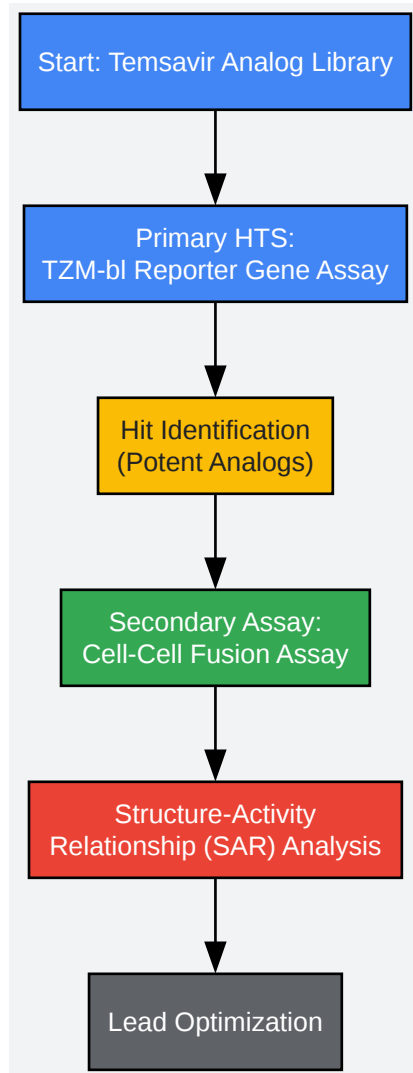 Start: Temsavir Analog Library
Primary HTS:
TZM-bl Reporter Gene Assay
Hit Identification
(Potent Analogs)
Secondary Assay:
Cell-Cell Fusion Assay
Structure-Activity
Relationship (SAR) Analysis
Lead Optimization